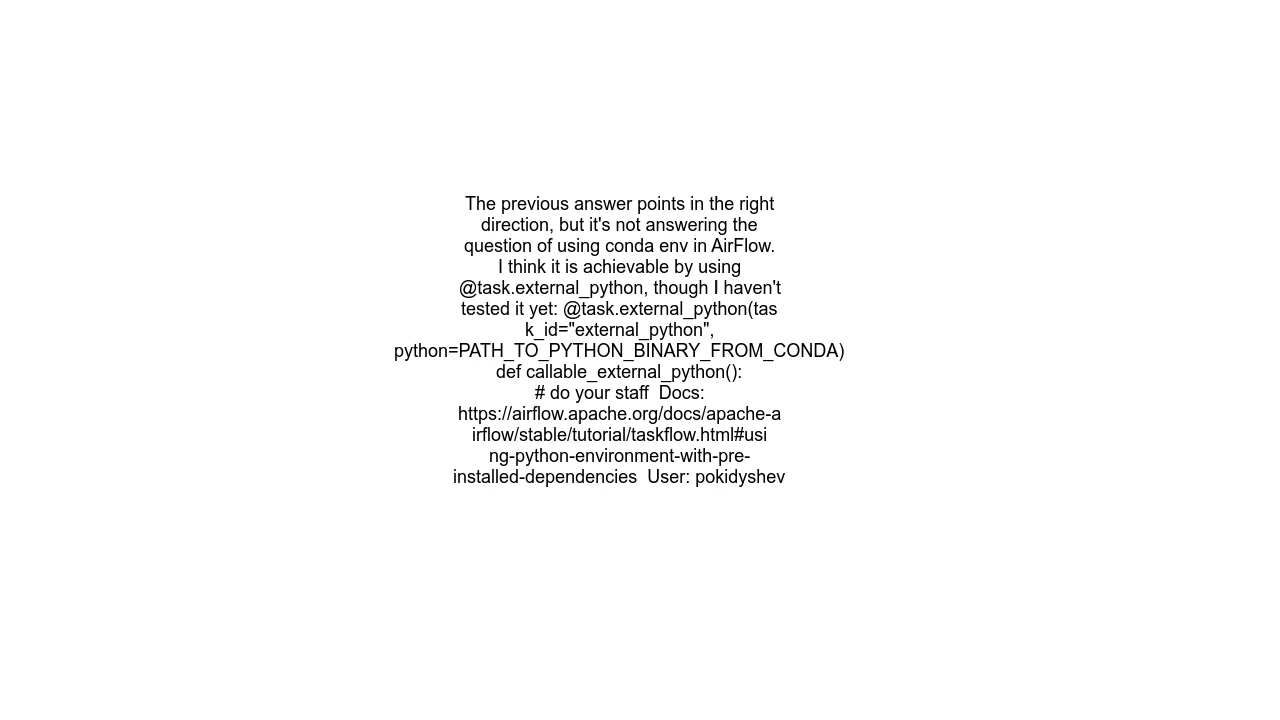 The previous answer points in the right
direction, but it's not answering the
question of using conda env in AirFlow.
I think it is achievable by using
@task.external_python, though I haven't
tested it yet: @task.external_python(tas
k_id="external_python",
python=PATH_TO_PYTHON_BINARY_FROM_CONDA)
def callable_external_python():
# do your staff  Docs:
https://airflow.apache.org/docs/apache-a
irflow/stable/tutorial/taskflow.html#usi
ng-python-environment-with-pre-
installed-dependencies  User: pokidyshev